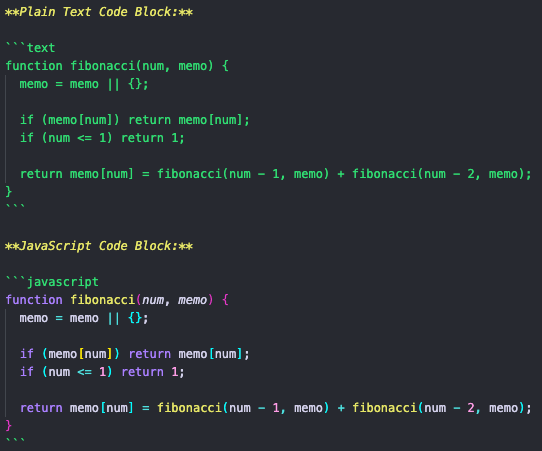 **Plain Text Code Block:**

```text
function fibonacci(num, memo) {
  memo = memo || {};

  if (memo[num]) return memo[num];
  if (num <= 1) return 1;

  return memo[num] = fibonacci(num - 1, memo) + fibonacci(num - 2, memo);
}
```

**JavaScript Code Block:**

```javascript
function fibonacci(num, memo) {
  memo = memo || {};

  if (memo[num]) return memo[num];
  if (num <= 1) return 1;

  return memo[num] = fibonacci(num - 1, memo) + fibonacci(num - 2, memo);
}
```